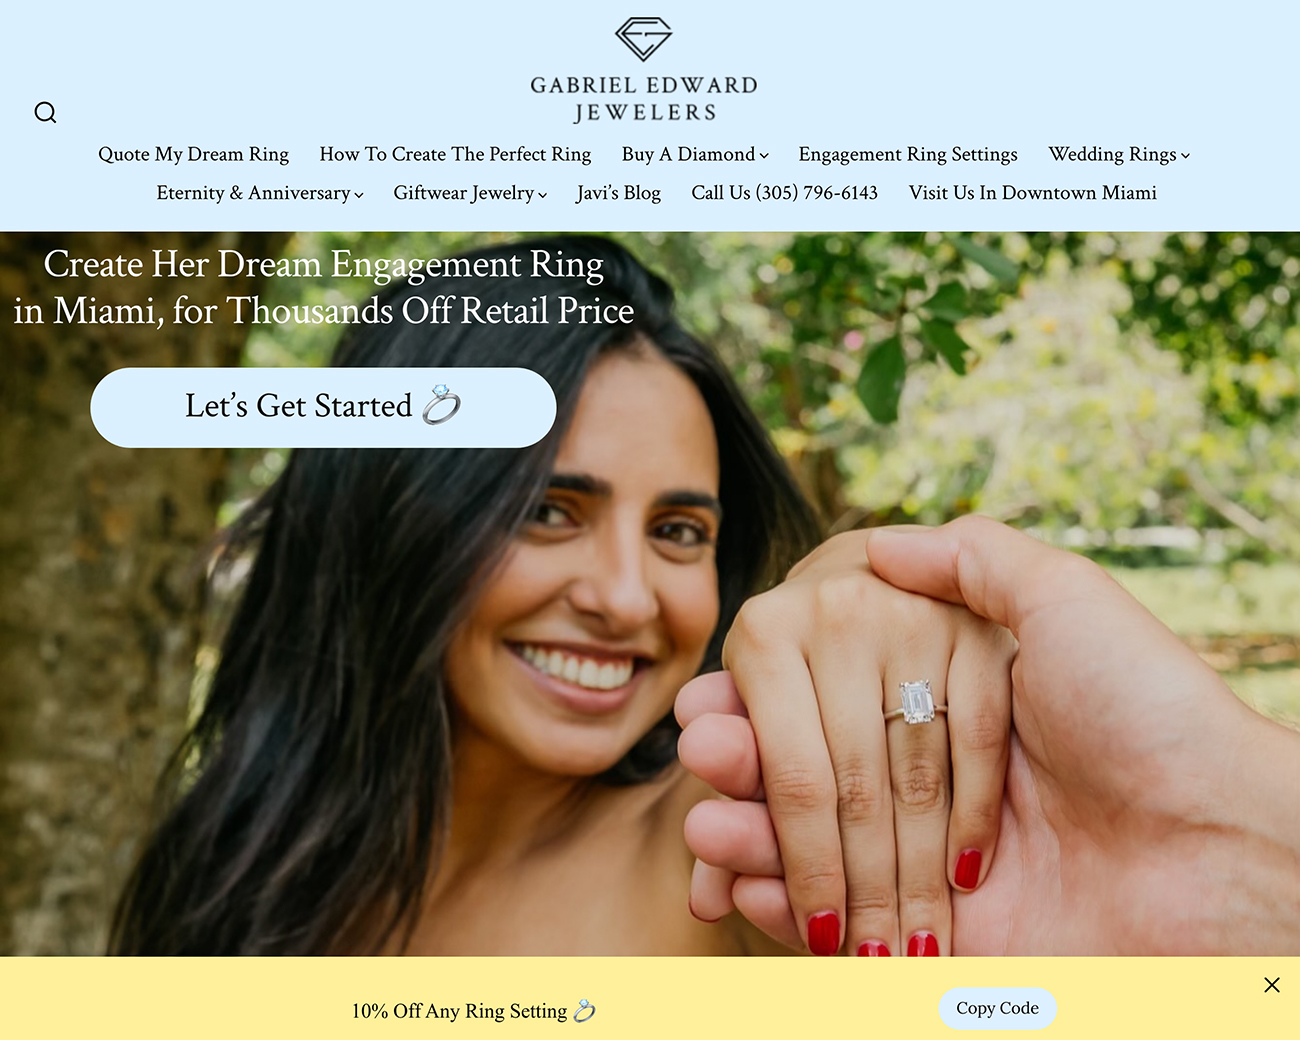 GABRIEL EDWARD
JEWELERS
Quote My Dream Ring How To Create The Perfect Ring Buy A Diamond Engagement Ring Settings Wedding Rings
Eternity & Anniversary Giftwear Jewelry Javi’s Blog Call Us (305) 796-6143 Visit Us In Downtown Miami
Create Her Dream Engagement Ring
in Miami, for Thousands Off Retail Price
Let’s Get Started 💍
10% Off Any Ring Setting 💍 Copy Code